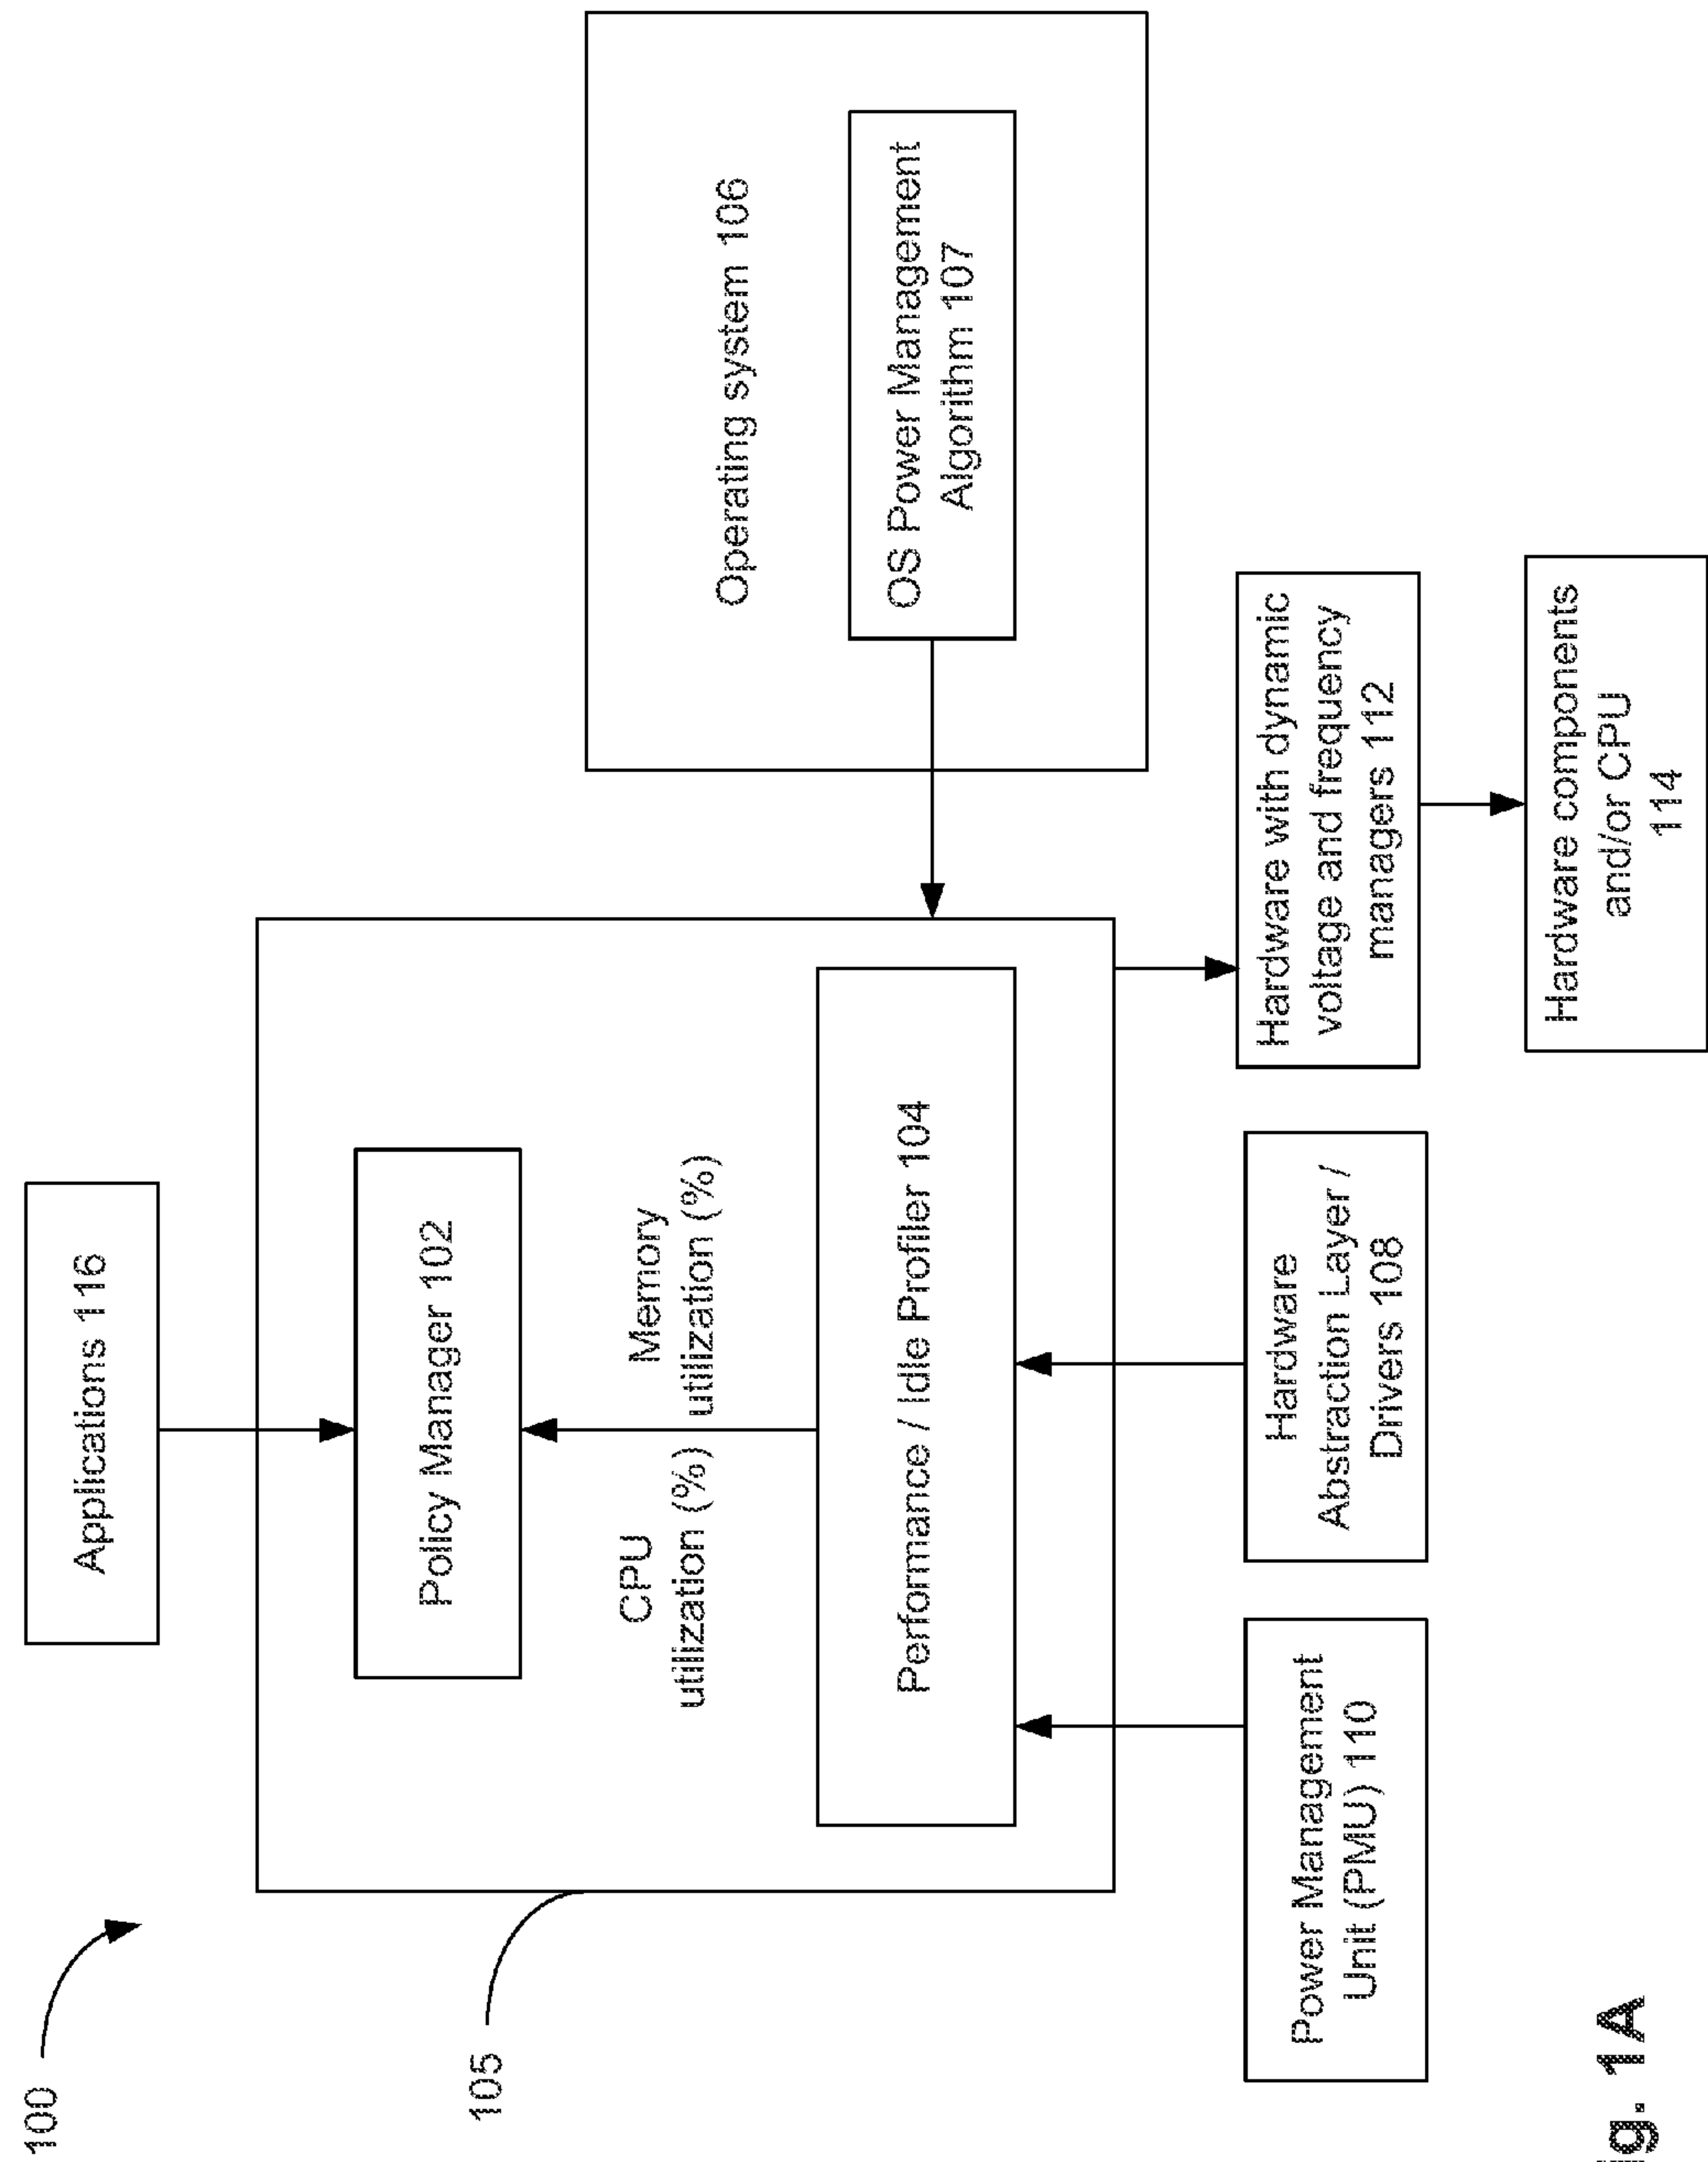 100
Applications 116
105
Policy Manager 102
CPU
utilization (%)
Memory
utilization (%)
Performance / Idle Profiler 104
Operating system 106
OS Power Management
Algorithm 107
Power Management
Unit (PMU) 110
Hardware
Abstraction Layer /
Drivers 108
Hardware with dynamic
voltage and frequency
managers 112
Hardware components
and/or CPU
114
ig. 1A